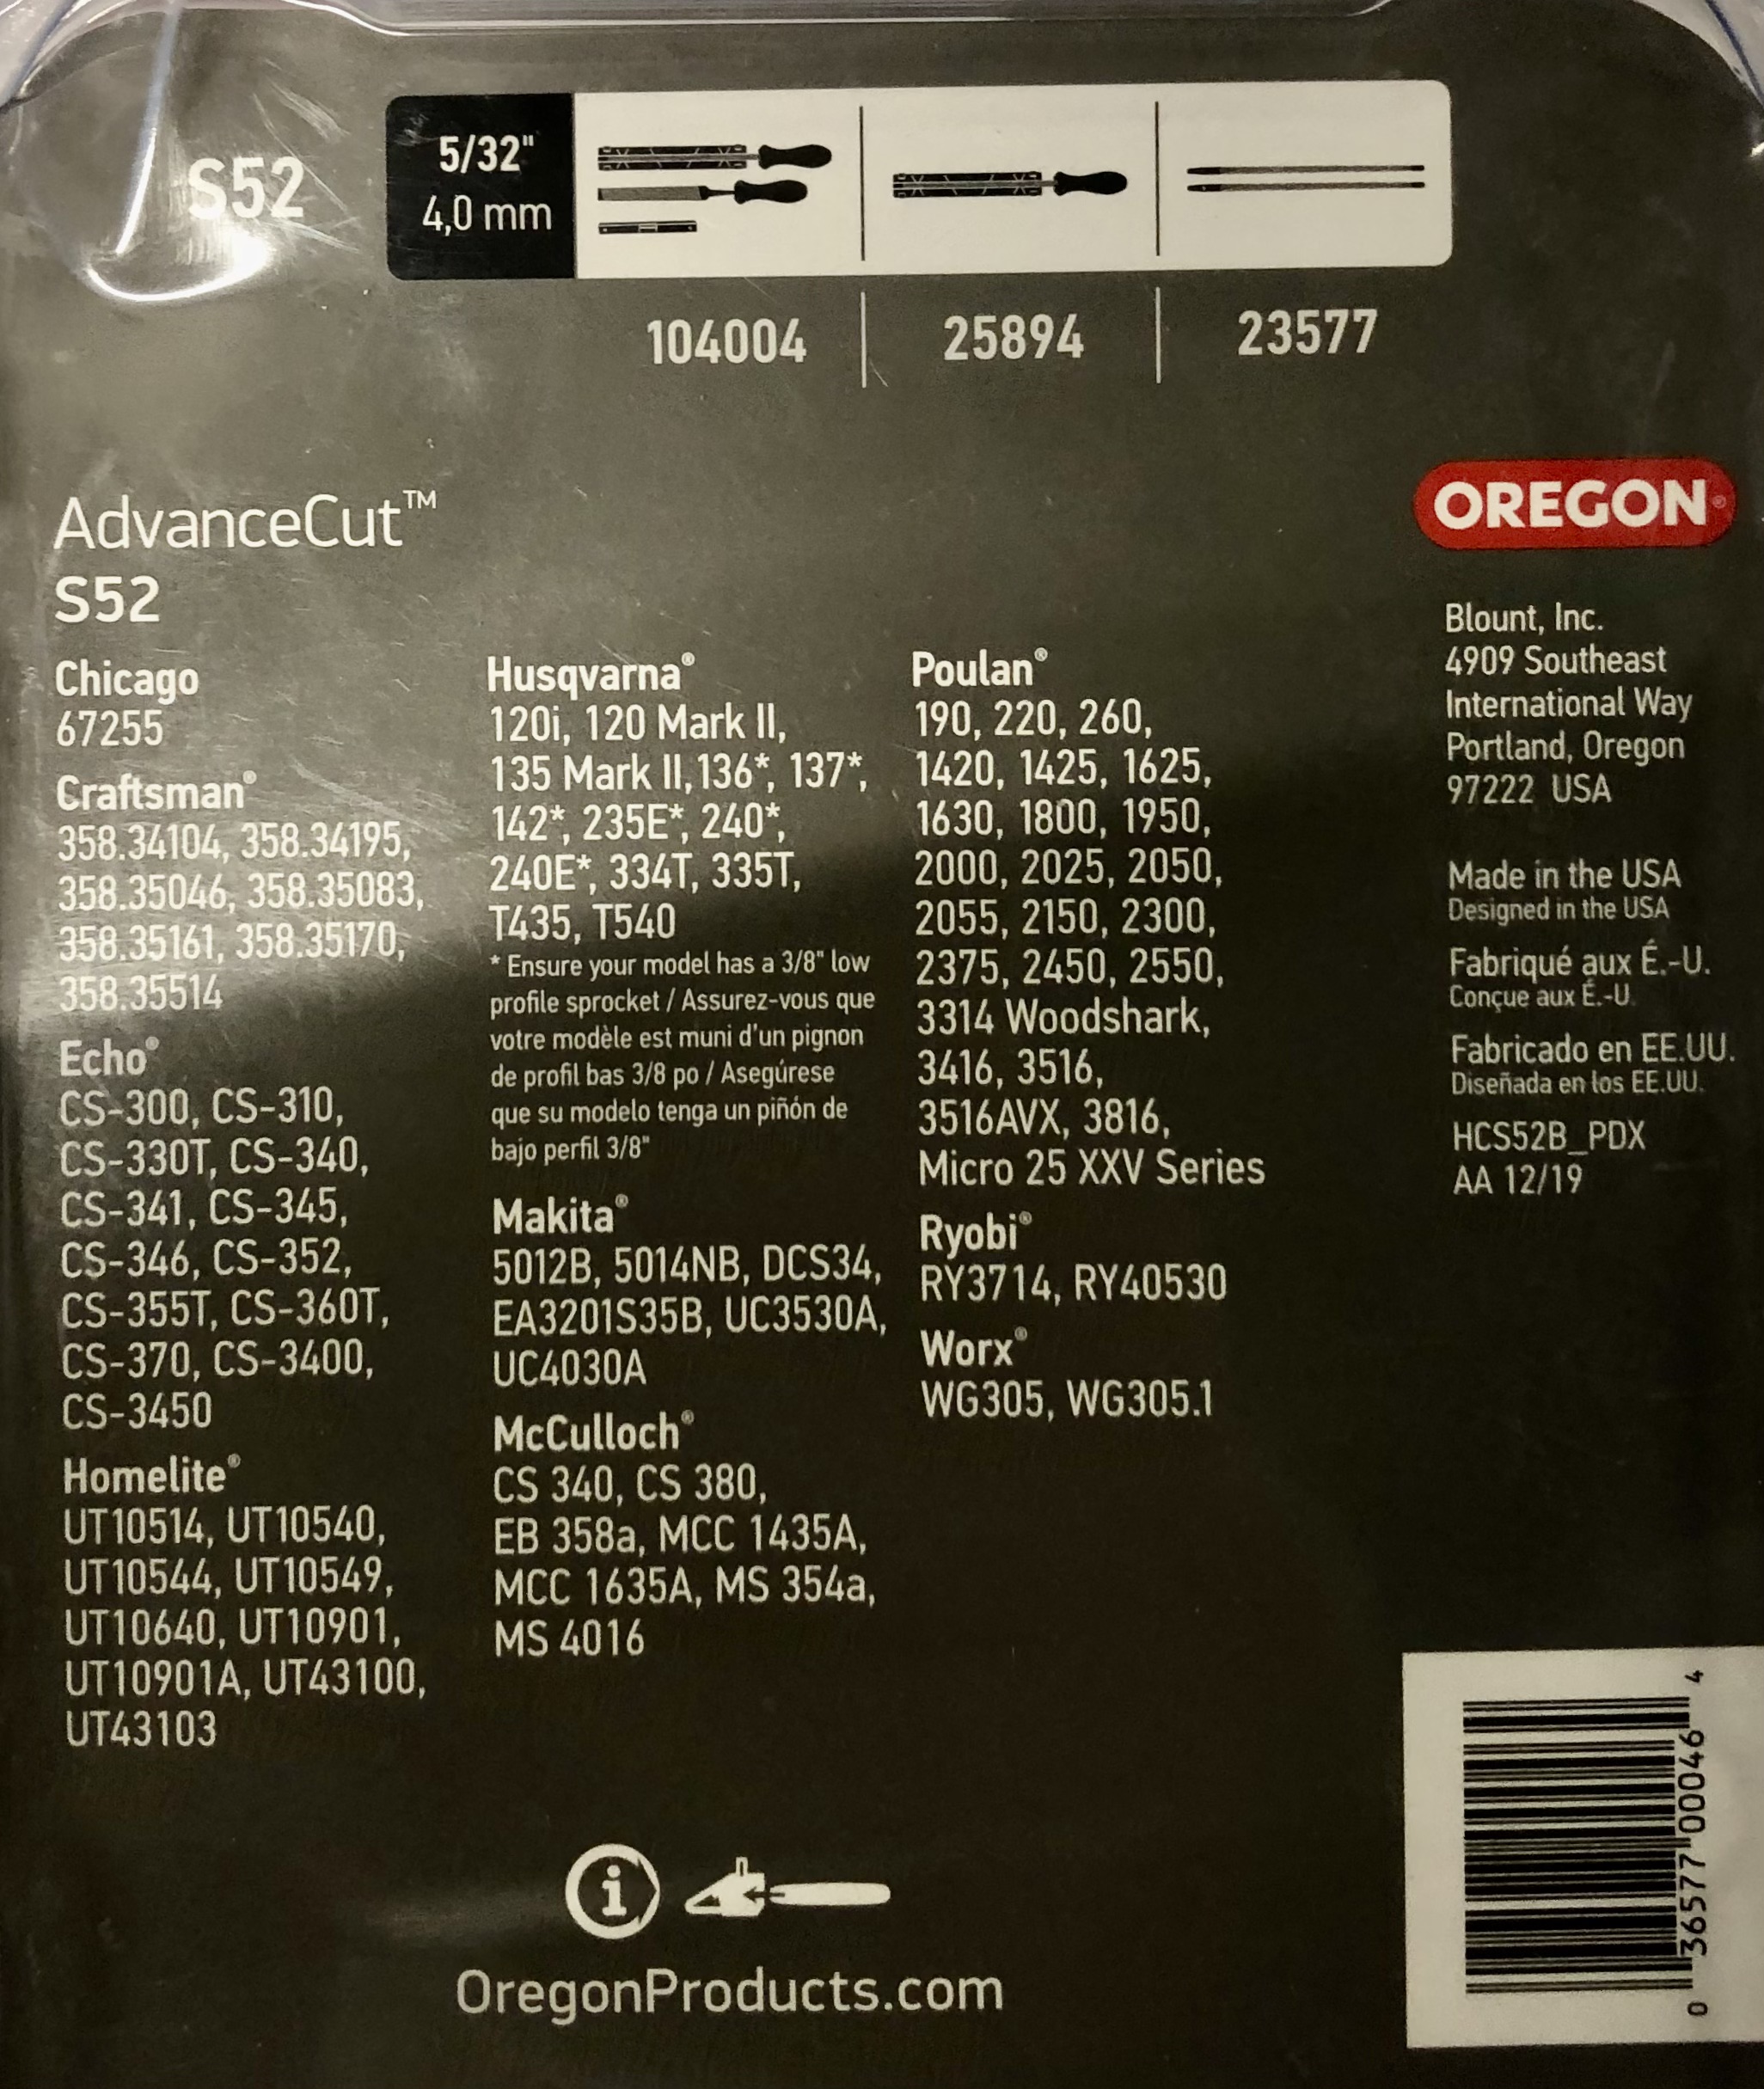 S52
5/32"
4,0 mm
104004
25894
23577
AdvanceCut™
S52
Chicago
67255
Craftsman®
358.34104, 358.34195,
358.35046, 358.35083,
358.35161, 358.35170,
358.35514
Echo®
CS-300, CS-310,
CS-330T, CS-340,
CS-341, CS-345,
CS-346, CS-352,
CS-355T, CS-360T,
CS-370, CS-3400,
CS-3450
Homelite®
UT10514, UT10540,
UT10544, UT10549,
UT10640, UT10901,
UT10901A, UT43100,
UT43103
Husqvarna®
120i, 120 Mark II,
135 Mark II,136*, 137*,
142*, 235E*, 240*,
240E*, 334T, 335T,
T435, T540
* Ensure your model has a 3/8" low
profile sprocket / Assurez-vous que
votre modèle est muni d'un pignon
de profil bas 3/8 po / Asegúrese
que su modelo tenga un piñón de
bajo perfil 3/8"
Makita®
5012B, 5014NB, DCS34,
EA3201S35B, UC3530A,
UC4030A
McCulloch®
CS 340, CS 380,
EB 358a, MCC 1435A,
MCC 1635A, MS 354a,
MS 4016
Poulan®
190, 220, 260,
1420, 1425, 1625,
1630, 1800, 1950,
2000, 2025, 2050,
2055, 2150, 2300,
2375, 2450, 2550,
3314 Woodshark,
3416, 3516,
3516AVX, 3816,
Micro 25 XXV Series
Ryobi®
RY3714, RY40530
Worx®
WG305, WG305.1
OREGON®
Blount, Inc.
4909 Southeast
International Way
Portland, Oregon
97222 USA
Made in the USA
Designed in the USA
Fabriqué aux É.-U.
Conçue aux É.-U.
Fabricado en EE.UU.
Diseñada en los EE.UU.
HCS52B_PDX
AA 12/19
0 36577 00046 4
i
OregonProducts.com